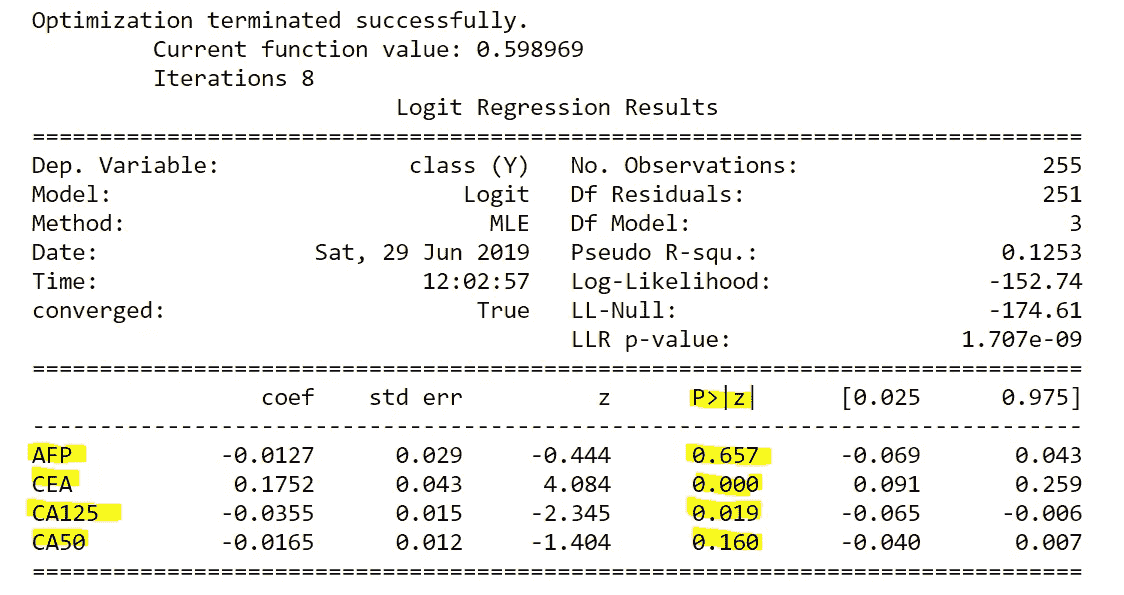 Optimization terminated successfully.
Current function value: 0.598969
Iterations 8
Logit Regression Results
==============================================================================
Dep. Variable: class (Y) No. Observations: 255
Model: Logit Df Residuals: 251
Method: MLE Df Model: 3
Date: Sat, 29 Jun 2019 Pseudo R-squ.: 0.1253
Time: 12:02:57 Log-Likelihood: -152.74
converged: True LL-Null: -174.61
LLR p-value: 1.707e-09
==============================================================================
coef std err z P>|z| [0.025 0.975]
------------------------------------------------------------------------------
AFP -0.0127 0.029 -0.444 0.657 -0.069 0.043
CEA 0.1752 0.043 4.084 0.000 0.091 0.259
CA125 -0.0355 0.015 -2.345 0.019 -0.065 -0.006
CA50 -0.0165 0.012 -1.404 0.160 -0.040 0.007
==============================================================================